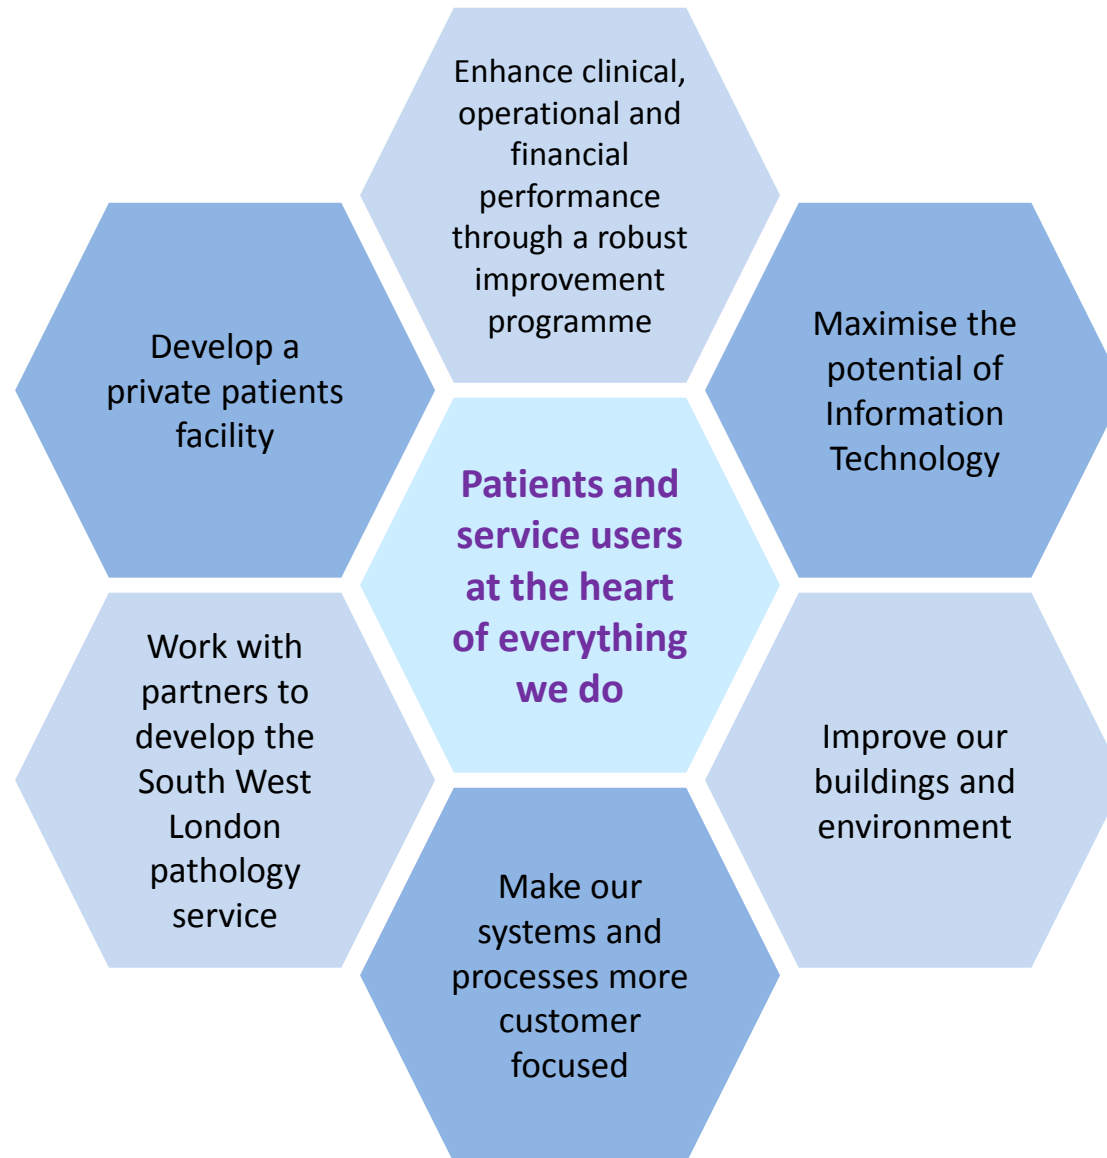 Enhance clinical,
operational and
financial
performance
through a robust
improvement
programme
Maximise the
potential of
Information
Technology
Improve our
buildings and
environment
Make our
systems and
processes more
customer
focused
Work with
partners to
develop the
South West
London
pathology
service
Develop a
private patients
facility
Patients and
service users
at the heart
of everything
we do